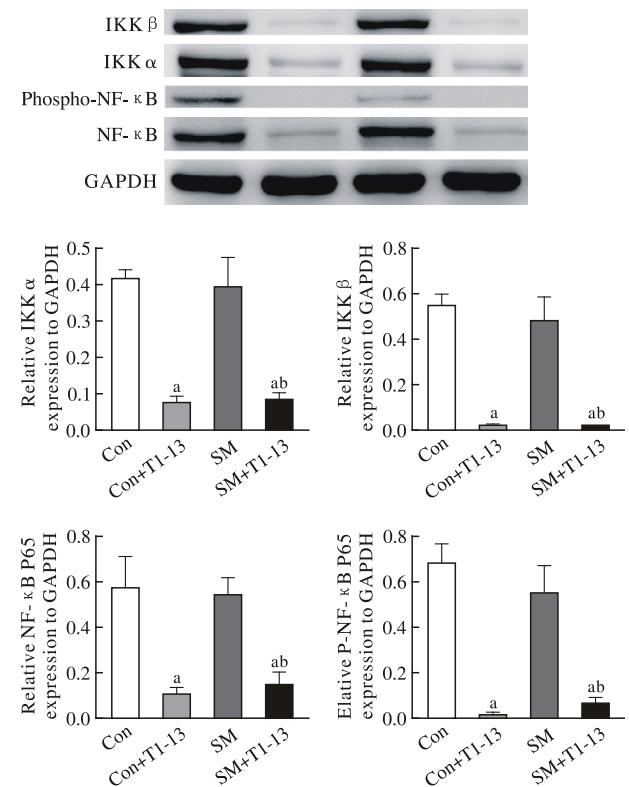 IKK β
IKK α
Phospho-NF- κB
NF- κB
GAPDH
Relative IKK α
expression to GAPDH
0.5
0.4
0.3
0.2
0.1
0.0
a
ab
Con
Con+T1-13
SM
SM+T1-13
Relative IKK β
expression to GAPDH
0.8
0.6
0.4
0.2
0.0
a
ab
Con
Con+T1-13
SM
SM+T1-13
Relative NF- κB P65
expression to GAPDH
0.8
0.6
0.4
0.2
0.0
a
ab
Con
Con+T1-13
SM
SM+T1-13
Elative P-NF- κB P65
expression to GAPDH
0.8
0.6
0.4
0.2
0.0
a
ab
Con
Con+T1-13
SM
SM+T1-13